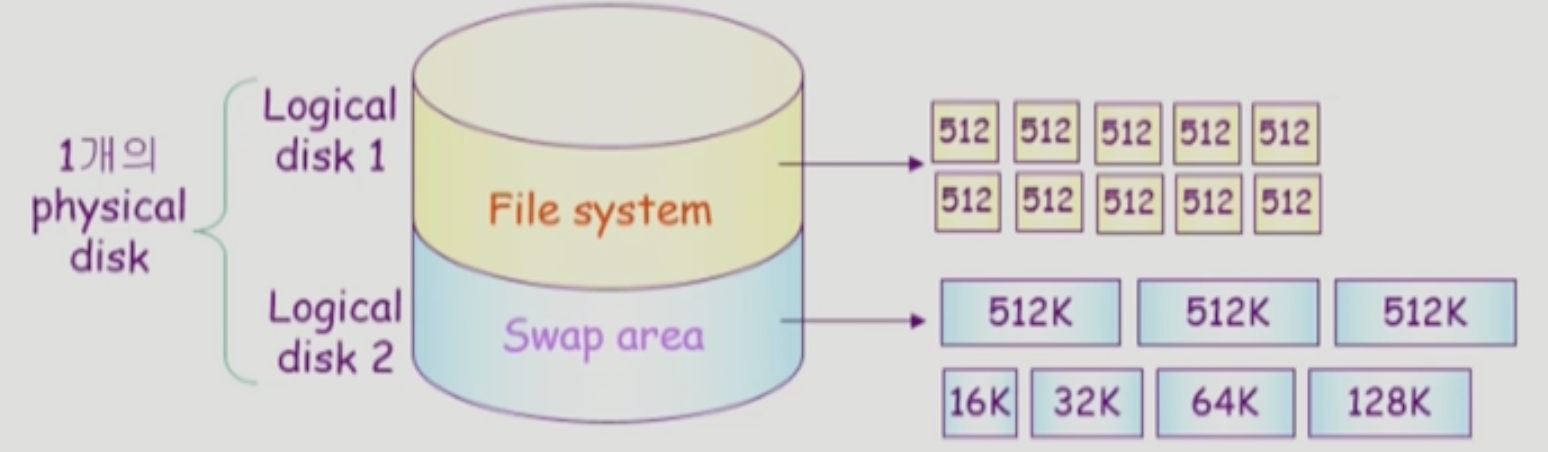 1개의
physical
disk
Logical
disk 1
File system
Logical
disk 2
Swap area
512 512 512 512 512
512 512 512 512 512
512K 512K 512K
16K 32K 64K 128K